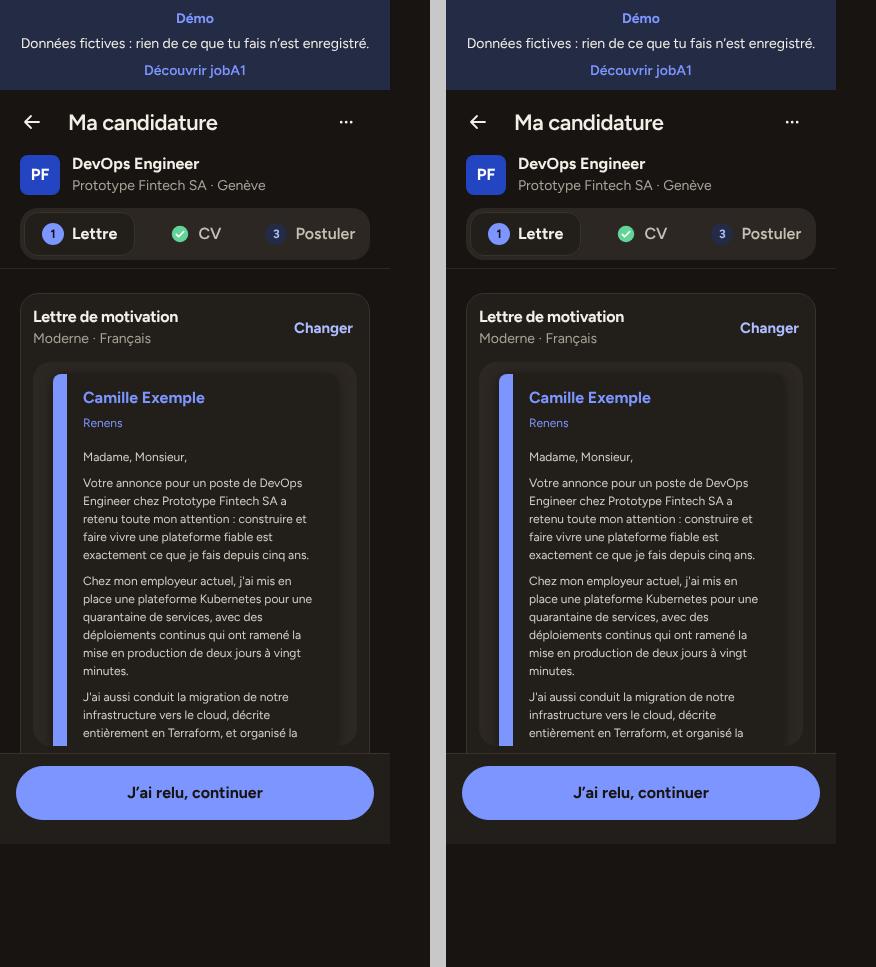 Démo
Données fictives : rien de ce que tu fais n’est enregistré.
Découvrir jobA1
Ma candidature
PF
DevOps Engineer
Prototype Fintech SA · Genève
1 Lettre
CV
3 Postuler
Lettre de motivation
Moderne · Français
Changer
Camille Exemple
Renens
Madame, Monsieur,
Votre annonce pour un poste de DevOps
Engineer chez Prototype Fintech SA a
retenu toute mon attention : construire et
faire vivre une plateforme fiable est
exactement ce que je fais depuis cinq ans.
Chez mon employeur actuel, j'ai mis en
place une plateforme Kubernetes pour une
quarantaine de services, avec des
déploiements continus qui ont ramené la
mise en production de deux jours à vingt
minutes.
J'ai aussi conduit la migration de notre
infrastructure vers le cloud, décrite
entièrement en Terraform, et organisé la
J’ai relu, continuer
Démo
Données fictives : rien de ce que tu fais n’est enregistré.
Découvrir jobA1
Ma candidature
PF
DevOps Engineer
Prototype Fintech SA · Genève
1 Lettre
CV
3 Postuler
Lettre de motivation
Moderne · Français
Changer
Camille Exemple
Renens
Madame, Monsieur,
Votre annonce pour un poste de DevOps
Engineer chez Prototype Fintech SA a
retenu toute mon attention : construire et
faire vivre une plateforme fiable est
exactement ce que je fais depuis cinq ans.
Chez mon employeur actuel, j'ai mis en
place une plateforme Kubernetes pour une
quarantaine de services, avec des
déploiements continus qui ont ramené la
mise en production de deux jours à vingt
minutes.
J'ai aussi conduit la migration de notre
infrastructure vers le cloud, décrite
entièrement en Terraform, et organisé la
J’ai relu, continuer